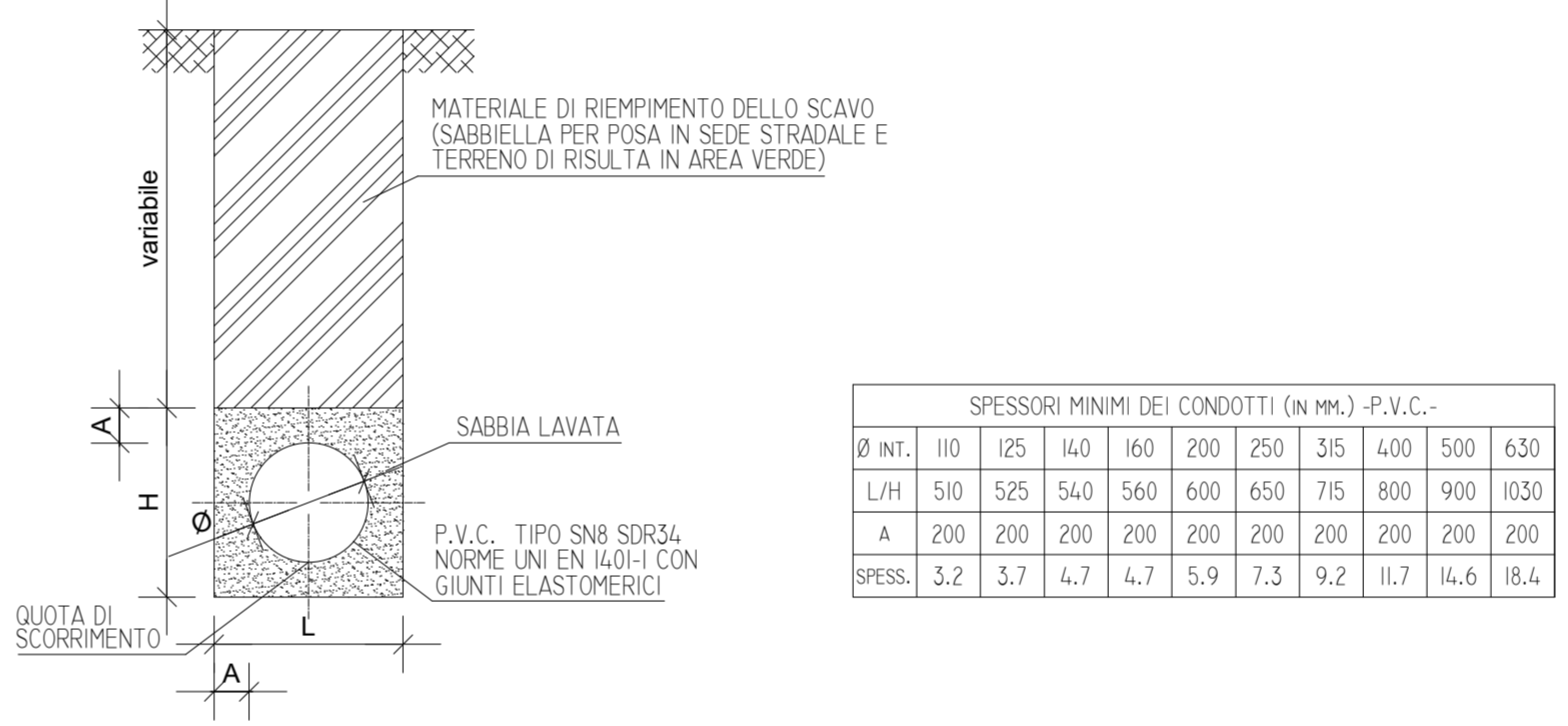 MATERIALE DI RIEMPIMENTO DELLO SCAVO
(SABBIELLA PER POSA IN SEDE STRADALE E
TERRENO DI RISULTA IN AREA VERDE)
variabile
A
SABBIA LAVATA
H
Ø
P.V.C. TIPO SN8 SDR34
NORME UNI EN 1401-1 CON
GIUNTI ELASTOMERICI
QUOTA DI
SCORRIMENTO
L
A
SPESSORI MINIMI DEI CONDOTTI (IN MM.) -P.V.C.-
Ø INT. 110 125 140 160 200 250 315 400 500 630
L/H 510 525 540 560 600 650 715 800 900 1030
A 200 200 200 200 200 200 200 200 200 200
SPESS. 3.2 3.7 4.7 4.7 5.9 7.3 9.2 11.7 14.6 18.4